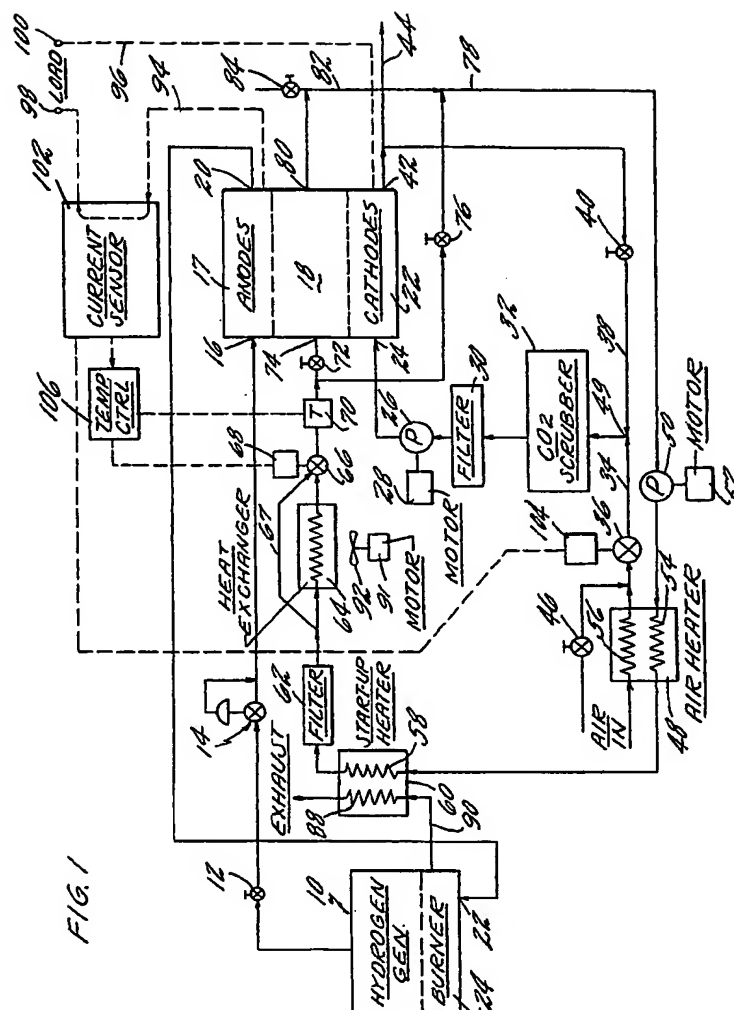 FIG. 1
100
98
LOAD
96
102
CURRENT
SENSOR
94
84
82
78
44
106
TEMP
CTRL
20
80
42
17
ANODES
18
CATHODES
22
16
74
24
72
76
40
68
70
T
66
67
HEAT
EXCHANGER
64
92
91
MOTOR
26
P
28
MOTOR
30
FILTER
32
CO2
SCRUBBER
38
49
34
50
P
MOTOR
104
36
46
56
54
AIR
IN
48
AIR HEATER
14
62
FILTER
START-UP
HEATER
58
60
88
EXHAUST
90
12
10
HYDROGEN
GEN.
BURNER
22
24